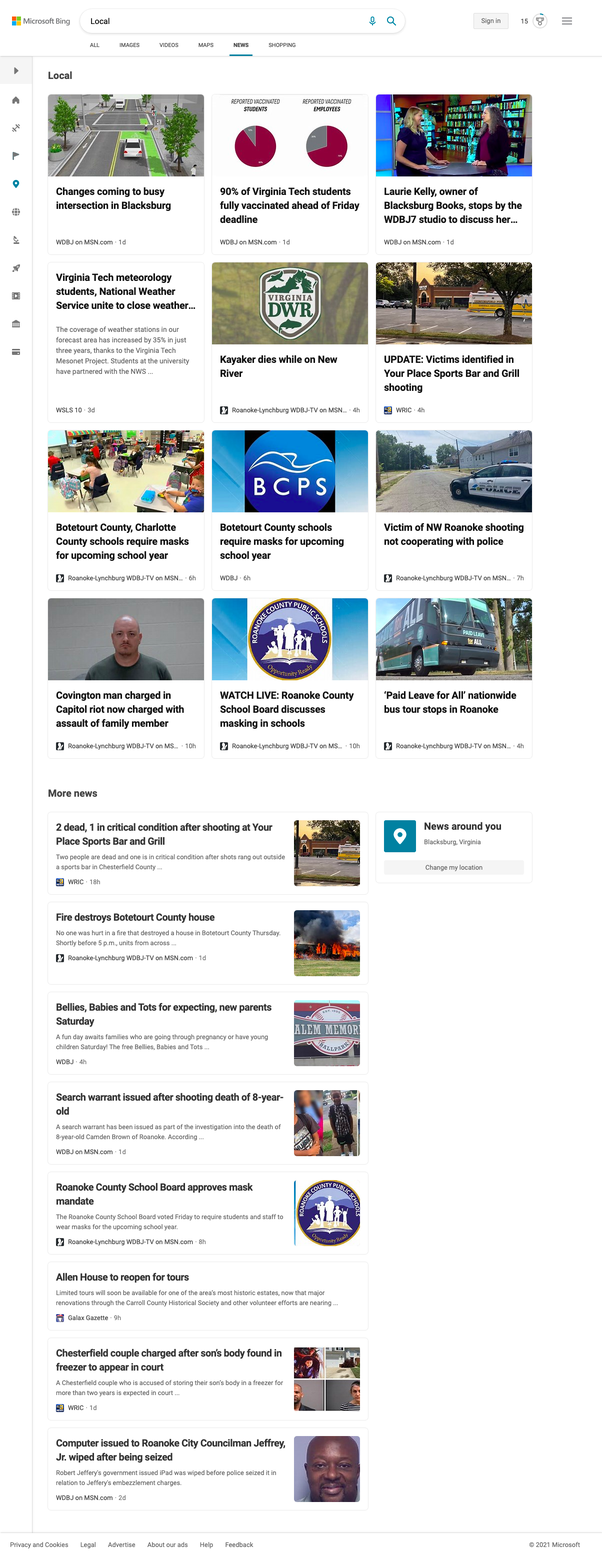 Microsoft Bing
Local
Sign in
15
ALL
IMAGES
VIDEOS
MAPS
NEWS
SHOPPING
Local
REPORTED VACCINATED REPORTED VACCINATED
STUDENTS EMPLOYEES
Changes coming to busy
intersection in Blacksburg
WDBJ on MSN.com · 1d
90% of Virginia Tech students
fully vaccinated ahead of Friday
deadline
WDBJ on MSN.com · 1d
Laurie Kelly, owner of
Blacksburg Books, stops by the
WDBJ7 studio to discuss her...
WDBJ on MSN.com · 1d
Virginia Tech meteorology
students, National Weather
Service unite to close weather...
The coverage of weather stations in our
forecast area has increased by 35% in just
three years, thanks to the Virginia Tech
Mesonet Project. Students at the university
have partnered with the NWS ...
WSLS 10 · 3d
VIRGINIA
DWR
Kayaker dies while on New
River
Roanoke-Lynchburg WDBJ-TV on MSN... · 4h
UPDATE: Victims identified in
Your Place Sports Bar and Grill
shooting
WRIC · 4h
Botetourt County, Charlotte
County schools require masks
for upcoming school year
Roanoke-Lynchburg WDBJ-TV on MSN... · 6h
BCPS
Botetourt County schools
require masks for upcoming
school year
WDBJ · 6h
POLICE
Victim of NW Roanoke shooting
not cooperating with police
Roanoke-Lynchburg WDBJ-TV on MSN... · 7h
Covington man charged in
Capitol riot now charged with
assault of family member
Roanoke-Lynchburg WDBJ-TV on MS... · 10h
ROANOKE COUNTY PUBLIC SCHOOLS
Opportunity Ready
WATCH LIVE: Roanoke County
School Board discusses
masking in schools
Roanoke-Lynchburg WDBJ-TV on MS... · 10h
ALL
PAID LEAVE
for ALL
‘Paid Leave for All’ nationwide
bus tour stops in Roanoke
Roanoke-Lynchburg WDBJ-TV on MSN... · 4h
More news
2 dead, 1 in critical condition after shooting at Your
Place Sports Bar and Grill
Two people are dead and one is in critical condition after shots rang out outside
a sports bar in Chesterfield County ...
WRIC · 18h
News around you
Blacksburg, Virginia
Change my location
Fire destroys Botetourt County house
No one was hurt in a fire that destroyed a house in Botetourt County Thursday.
Shortly before 5 p.m., units from across ...
Roanoke-Lynchburg WDBJ-TV on MSN.com · 1d
Bellies, Babies and Tots for expecting, new parents
Saturday
A fun day awaits families who are going through pregnancy or have young
children Saturday! The free Bellies, Babies and Tots ...
WDBJ · 4h
ALEM MEMOR
BALLPARK
Search warrant issued after shooting death of 8-year-
old
A search warrant has been issued as part of the investigation into the death of
8-year-old Camden Brown of Roanoke. According ...
WDBJ on MSN.com · 1d
Roanoke County School Board approves mask
mandate
The Roanoke County School Board voted Friday to require students and staff to
wear masks for the upcoming school year.
Roanoke-Lynchburg WDBJ-TV on MSN.com · 8h
ROANOKE COUNTY PUBLIC SCHOOLS
Opportunity Ready
Allen House to reopen for tours
Limited tours will soon be available for one of the area's most historic estates, now that major
renovations through the Carroll County Historical Society and other volunteer efforts are nearing ...
Galax Gazette · 9h
Chesterfield couple charged after son's body found in
freezer to appear in court
A Chesterfield couple who is accused of storing their son's body in a freezer for
more than two years is expected in court ...
WRIC · 1d
Computer issued to Roanoke City Councilman Jeffrey,
Jr. wiped after being seized
Robert Jeffery's government issued iPad was wiped before police seized it in
relation to Jeffery's embezzlement charges.
WDBJ on MSN.com · 2d
Privacy and Cookies
Legal
Advertise
About our ads
Help
Feedback
© 2021 Microsoft